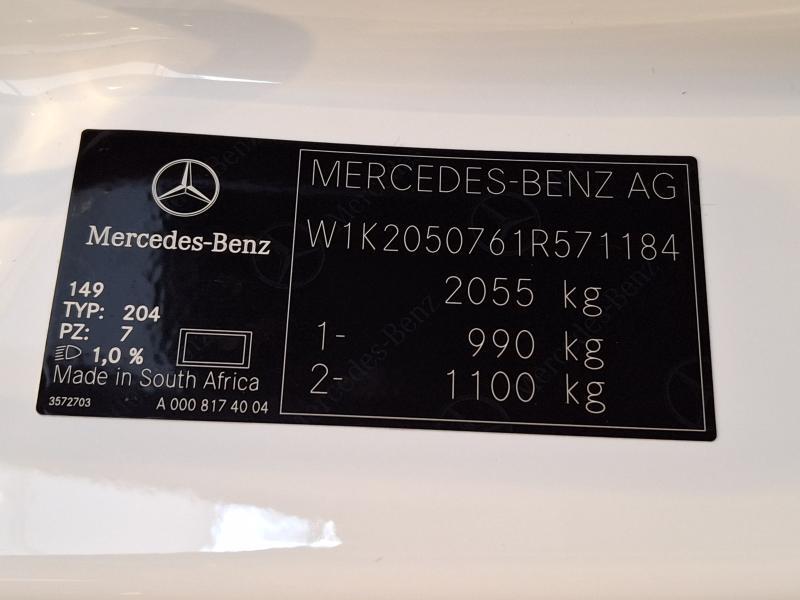 Mercedes-Benz
149
TYP: 204
PZ: 7
1,0 %
Made in South Africa
3572703 A 000 817 40 04
MERCEDES-BENZ AG
W1K2050761R571184
2055 kg
1- 990 kg
2- 1100 kg